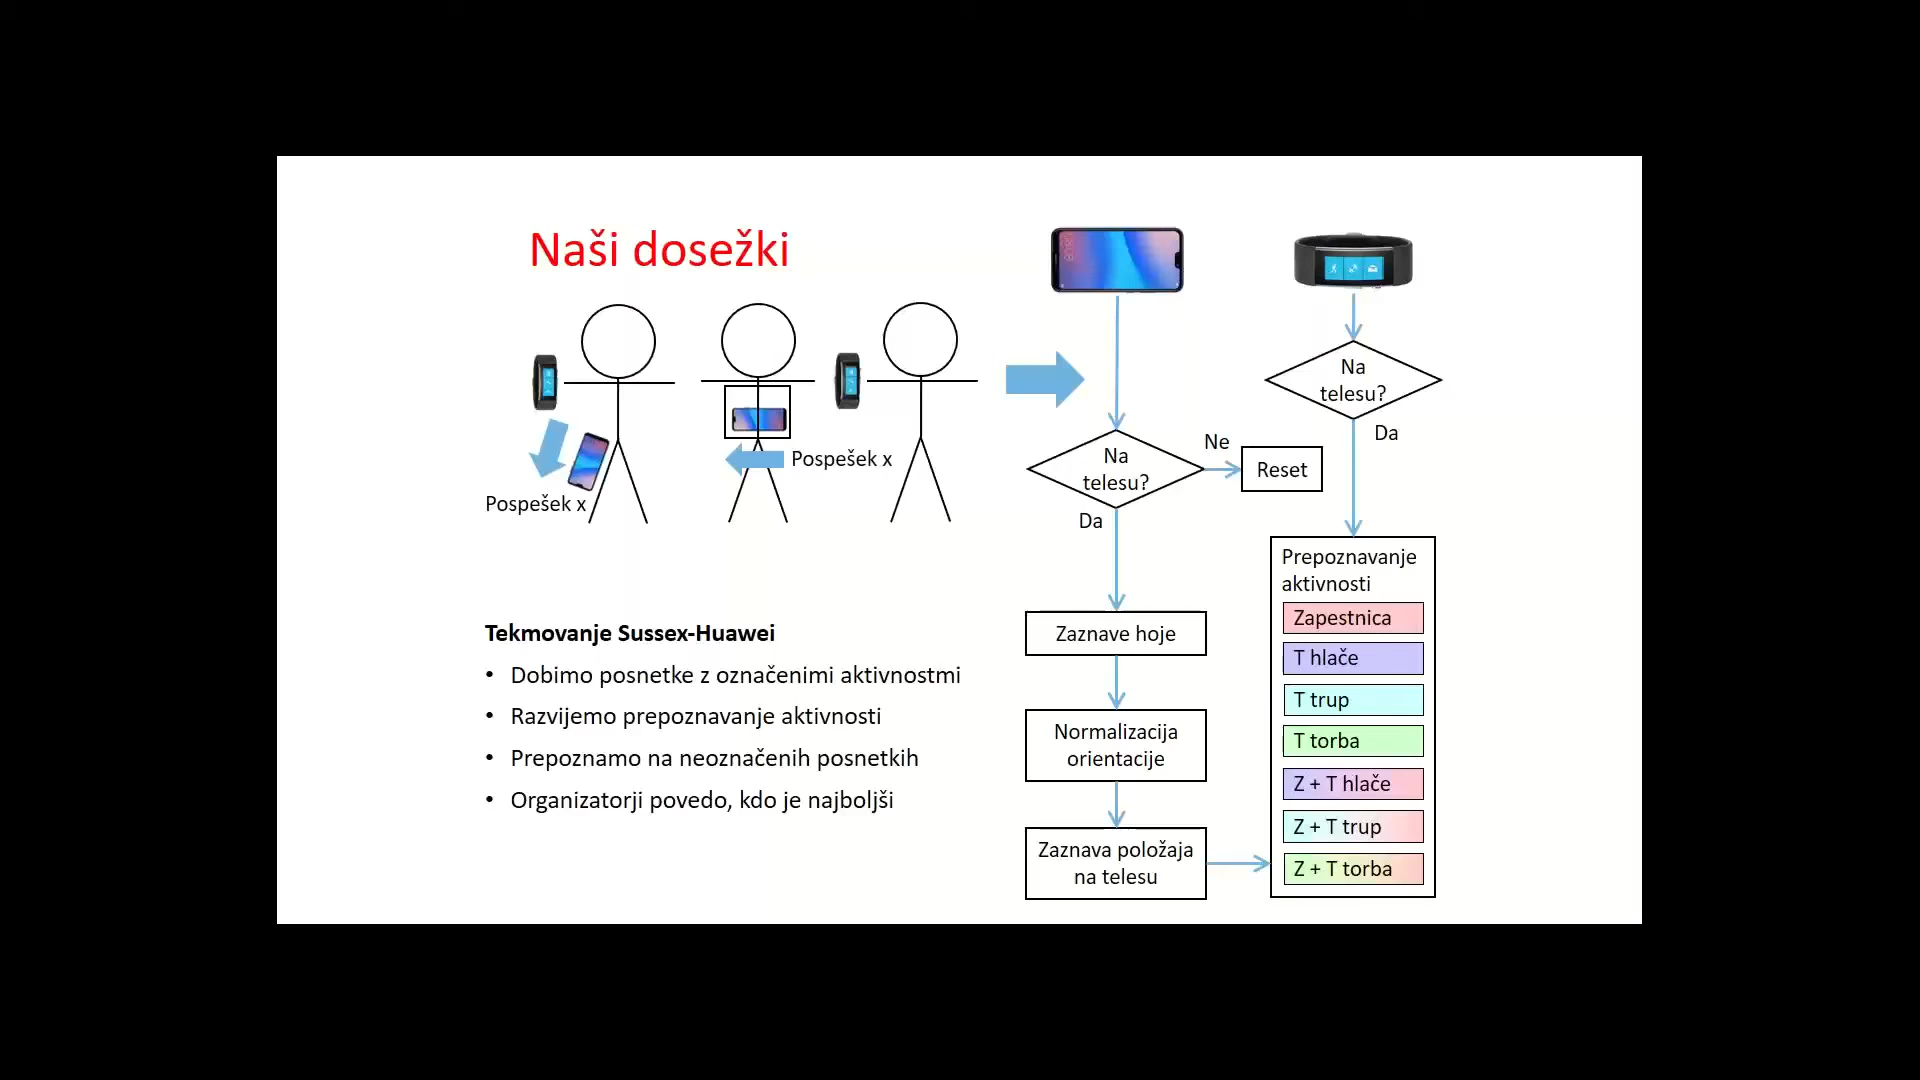 Naši dosežki
Pospešek x
Pospešek x
Na
telesu?
Ne
Reset
Da
Na
telesu?
Da
Zaznave hoje
Normalizacija
orientacije
Zaznava položaja
na telesu
Prepoznavanje
aktivnosti
Zapestnica
T hlače
T trup
T torba
Z + T hlače
Z + T trup
Z + T torba
Tekmovanje Sussex-Huawei
• Dobimo posnetke z označenimi aktivnostmi
• Razvijemo prepoznavanje aktivnosti
• Prepoznamo na neoznačenih posnetkih
• Organizatorji povedo, kdo je najboljši